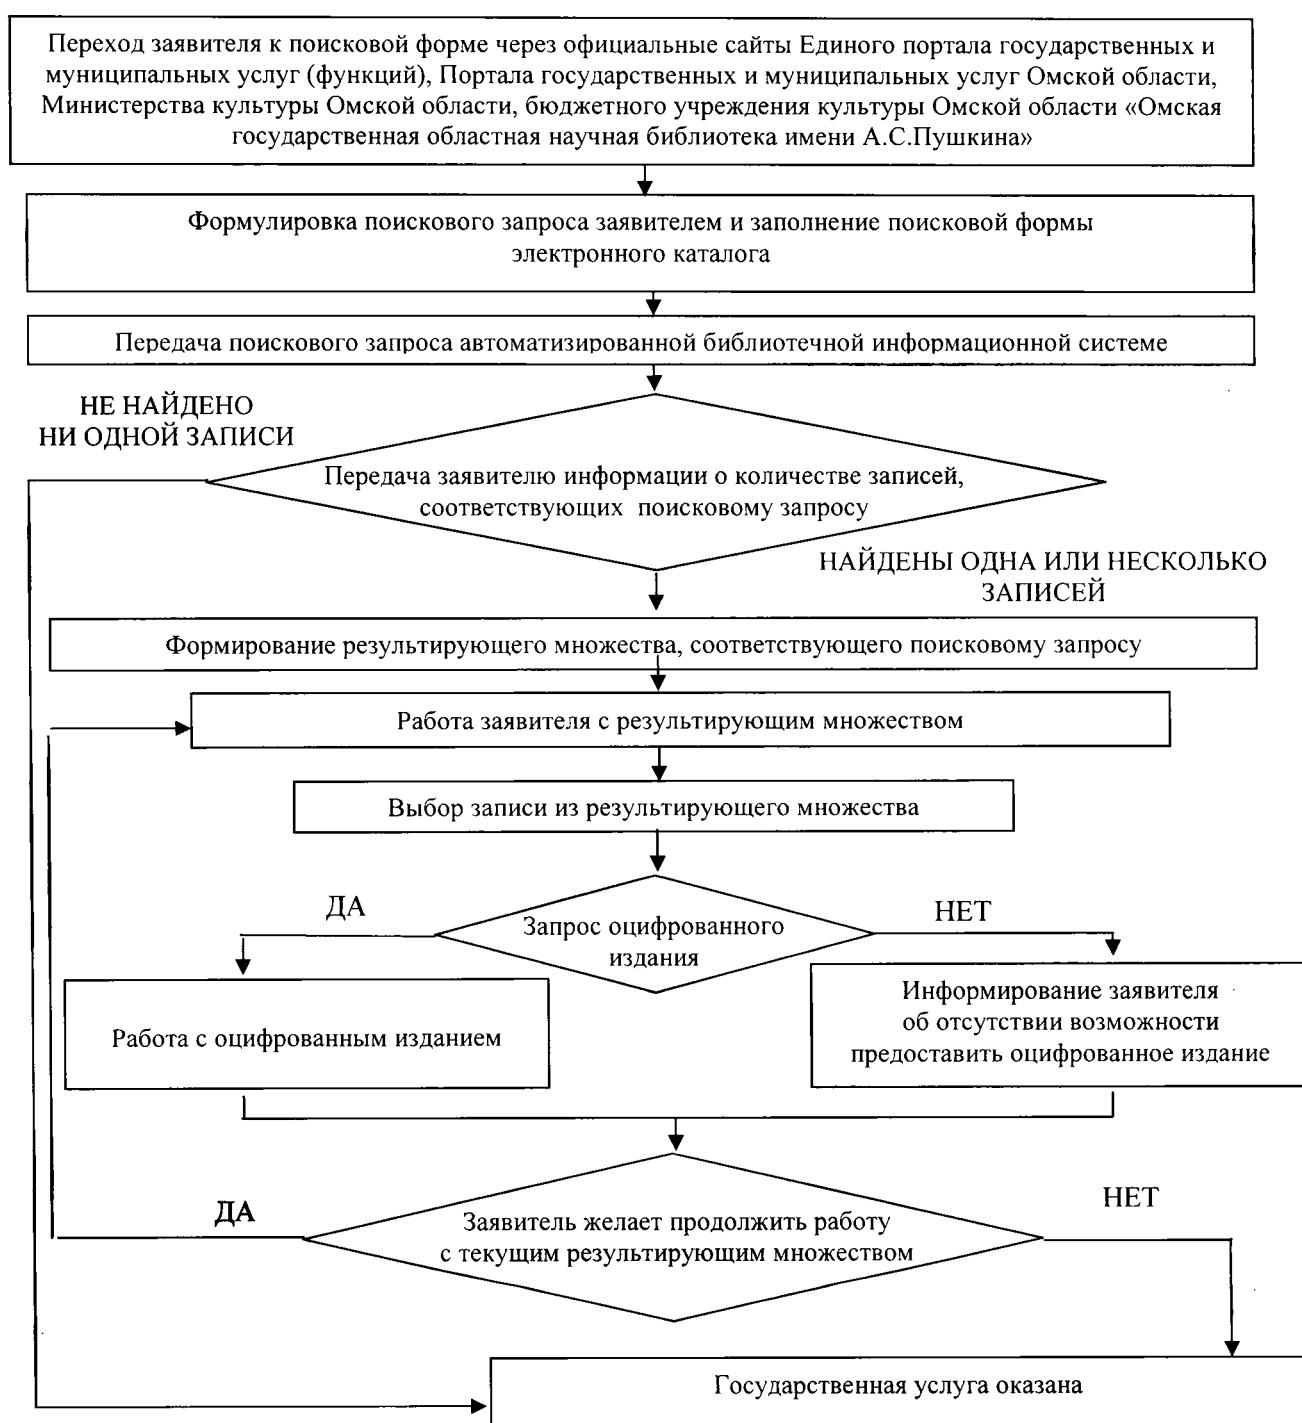 Переход заявителя к поисковой форме через официальные сайты Единого портала государственных и
муниципальных услуг (функций), Портала государственных и муниципальных услуг Омской области,
Министерства культуры Омской области, бюджетного учреждения культуры Омской области «Омская
государственная областная научная библиотека имени А.С.Пушкина»
Формулировка поискового запроса заявителем и заполнение поисковой формы
электронного каталога
Передача поискового запроса автоматизированной библиотечной информационной системе
НЕ НАЙДЕНО
НИ ОДНОЙ ЗАПИСИ
Передача заявителю информации о количестве записей,
соответствующих поисковому запросу
НАЙДЕНЫ ОДНА ИЛИ НЕСКОЛЬКО
ЗАПИСЕЙ
Формирование результирующего множества, соответствующего поисковому запросу
Работа заявителя с результирующим множеством
Выбор записи из результирующего множества
ДА
НЕТ
Запрос оцифрованного
издания
Работа с оцифрованным изданием
Информирование заявителя
об отсутствии возможности
предоставить оцифрованное издание
ДА
НЕТ
Заявитель желает продолжить работу
с текущим результирующим множеством
Государственная услуга оказана